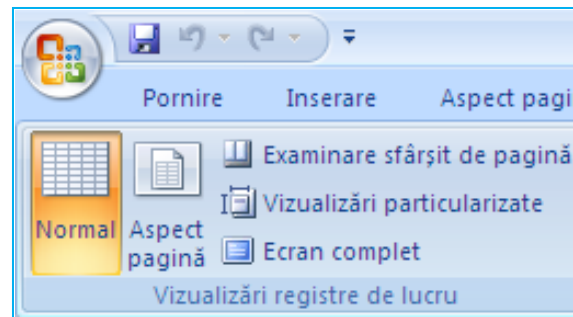 Pornire Inserare Aspect pagi
Normal
Aspect
pagină
Examinare sfârșit de pagină
Vizualizări particularizate
Ecran complet
Vizualizări registre de lucru